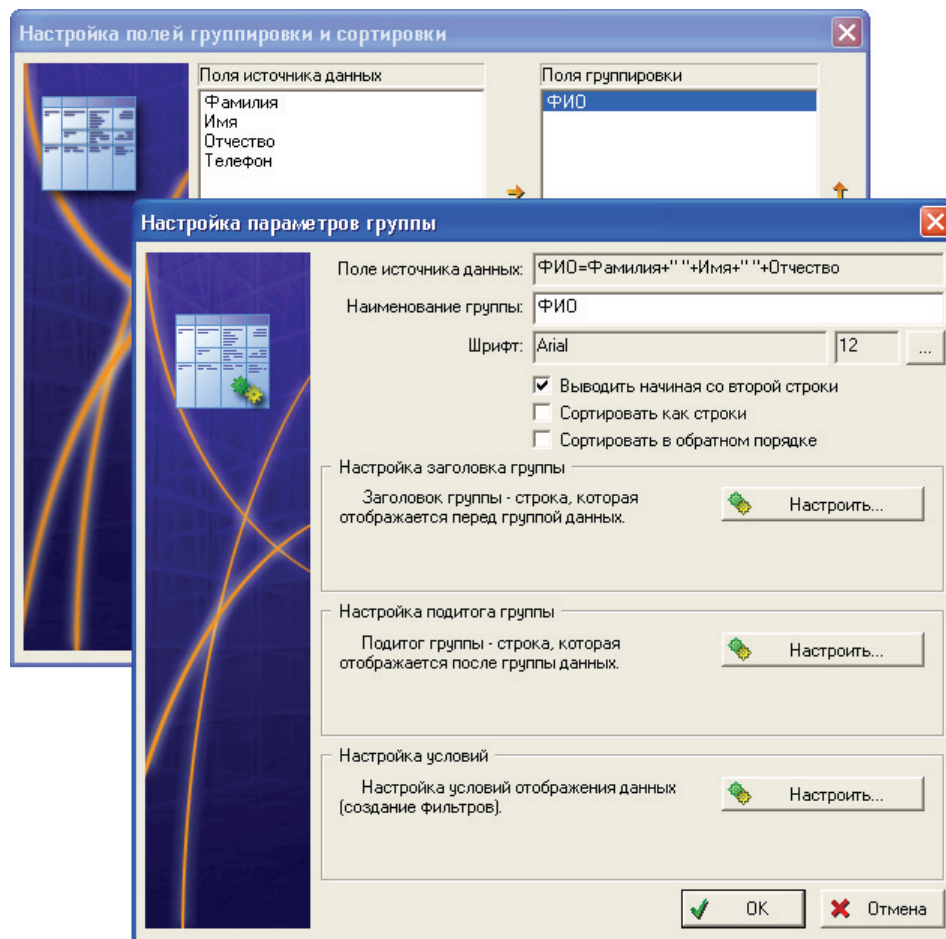 Настройка полей группировки и сортировки
Поля источника данных
Поля группировки
Фамилия
Имя
Отчество
Телефон
ФИО
Настройка параметров группы
Поле источника данных: ФИО=Фамилия+" "+Имя+" "+Отчество
Наименование группы: ФИО
Шрифт: Arial 12 ...
Выводить начиная со второй строки
Сортировать как строки
Сортировать в обратном порядке
Настройка заголовка группы
Заголовок группы - строка, которая
отображается перед группой данных.
Настроить...
Настройка подитога группы
Подитог группы - строка, которая
отображается после группы данных.
Настроить...
Настройка условий
Настройка условий отображения данных
(создание фильтров).
Настроить...
OK Отмена